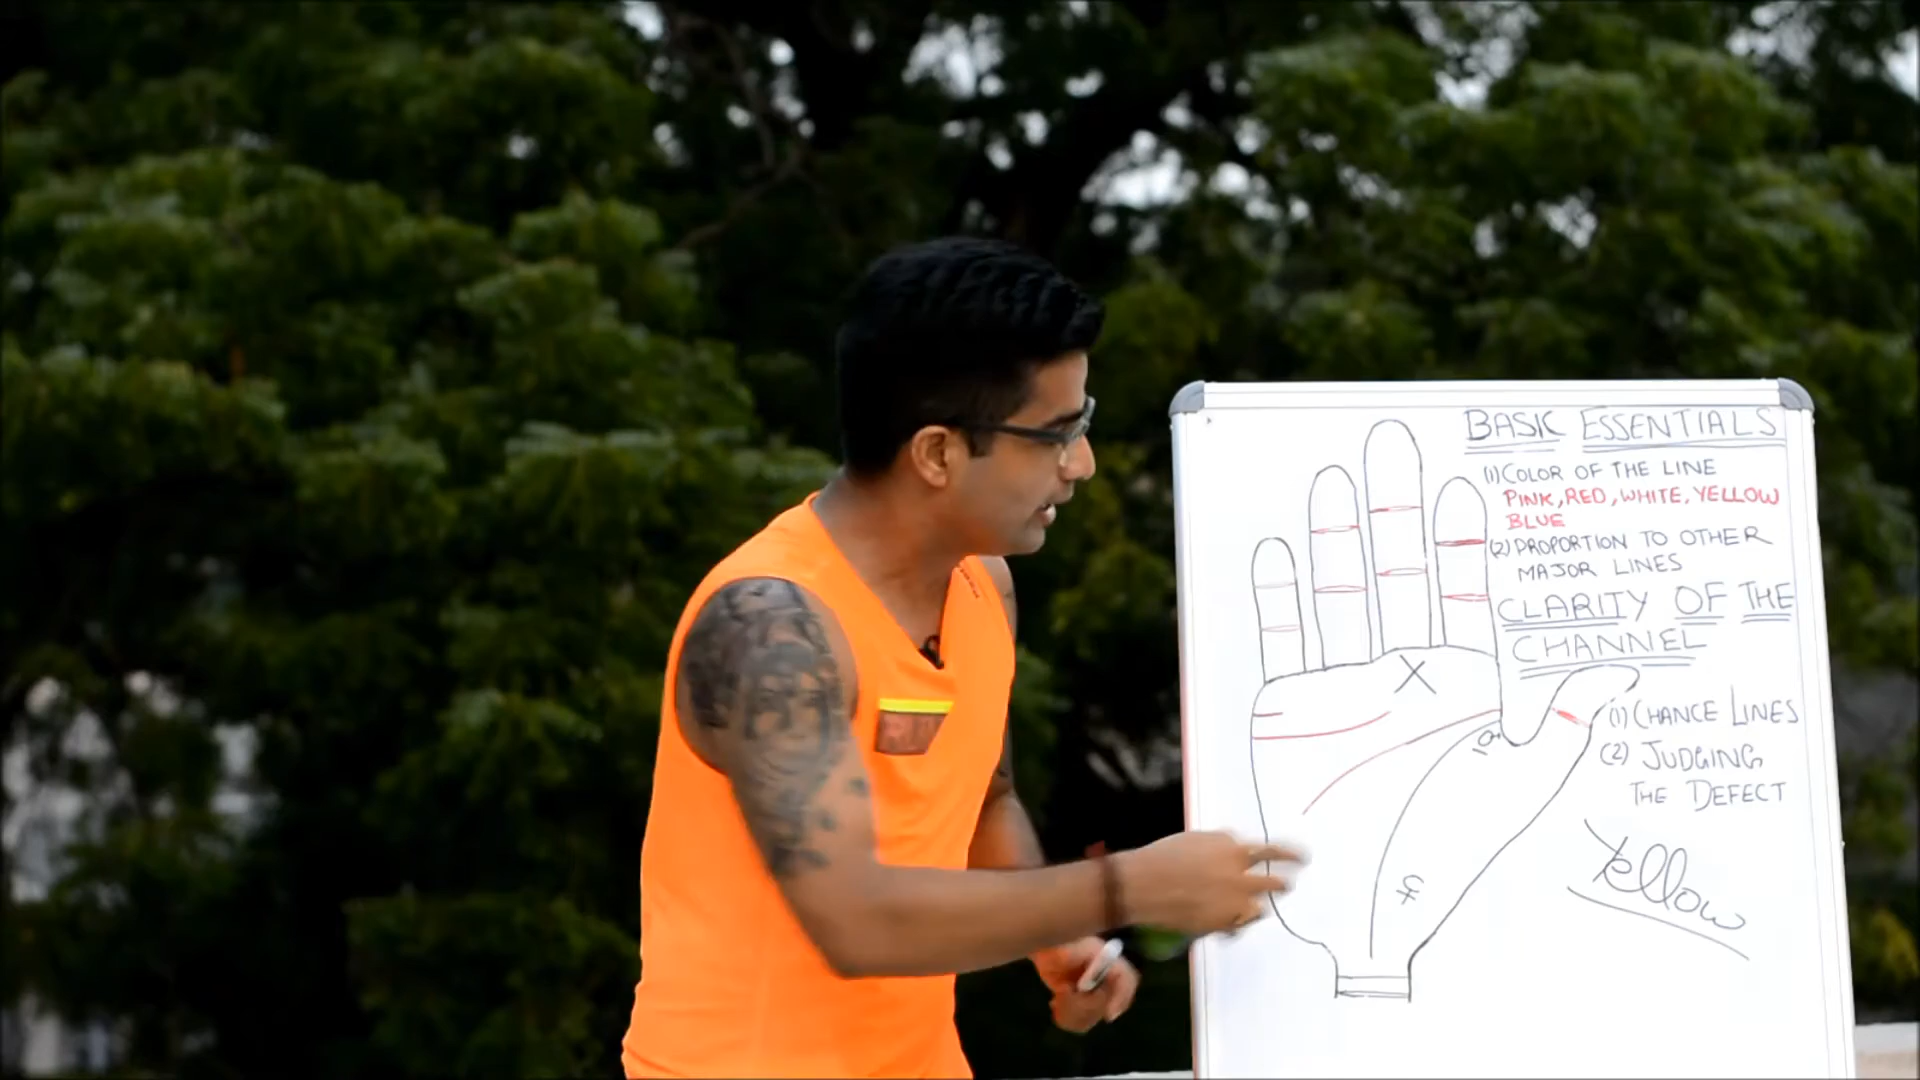 BASIC ESSENTIALS
(1) COLOR OF THE LINE
PINK, RED, WHITE, YELLOW
BLUE
(2) PROPORTION TO OTHER
MAJOR LINES
CLARITY OF THE
CHANNEL
X
(1) CHANCE LINES
(2) JUDGING
THE DEFECT
Yellow